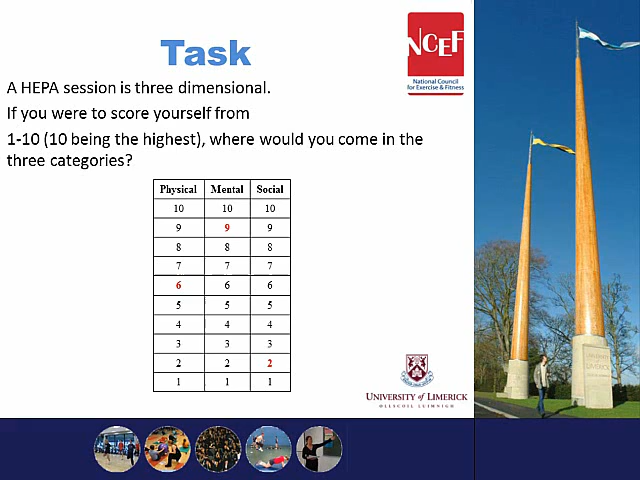 Task
NCEF
National Council
for Exercise & Fitness
A HEPA session is three dimensional.
If you were to score yourself from
1-10 (10 being the highest), where would you come in the
three categories?
Physical Mental Social
10 10 10
9 9 9
8 8 8
7 7 7
6 6 6
5 5 5
4 4 4
3 3 3
2 2 2
1 1 1
UNIVERSITY of LIMERICK
OLLSCOIL LUIMNIGH
LIMERICK